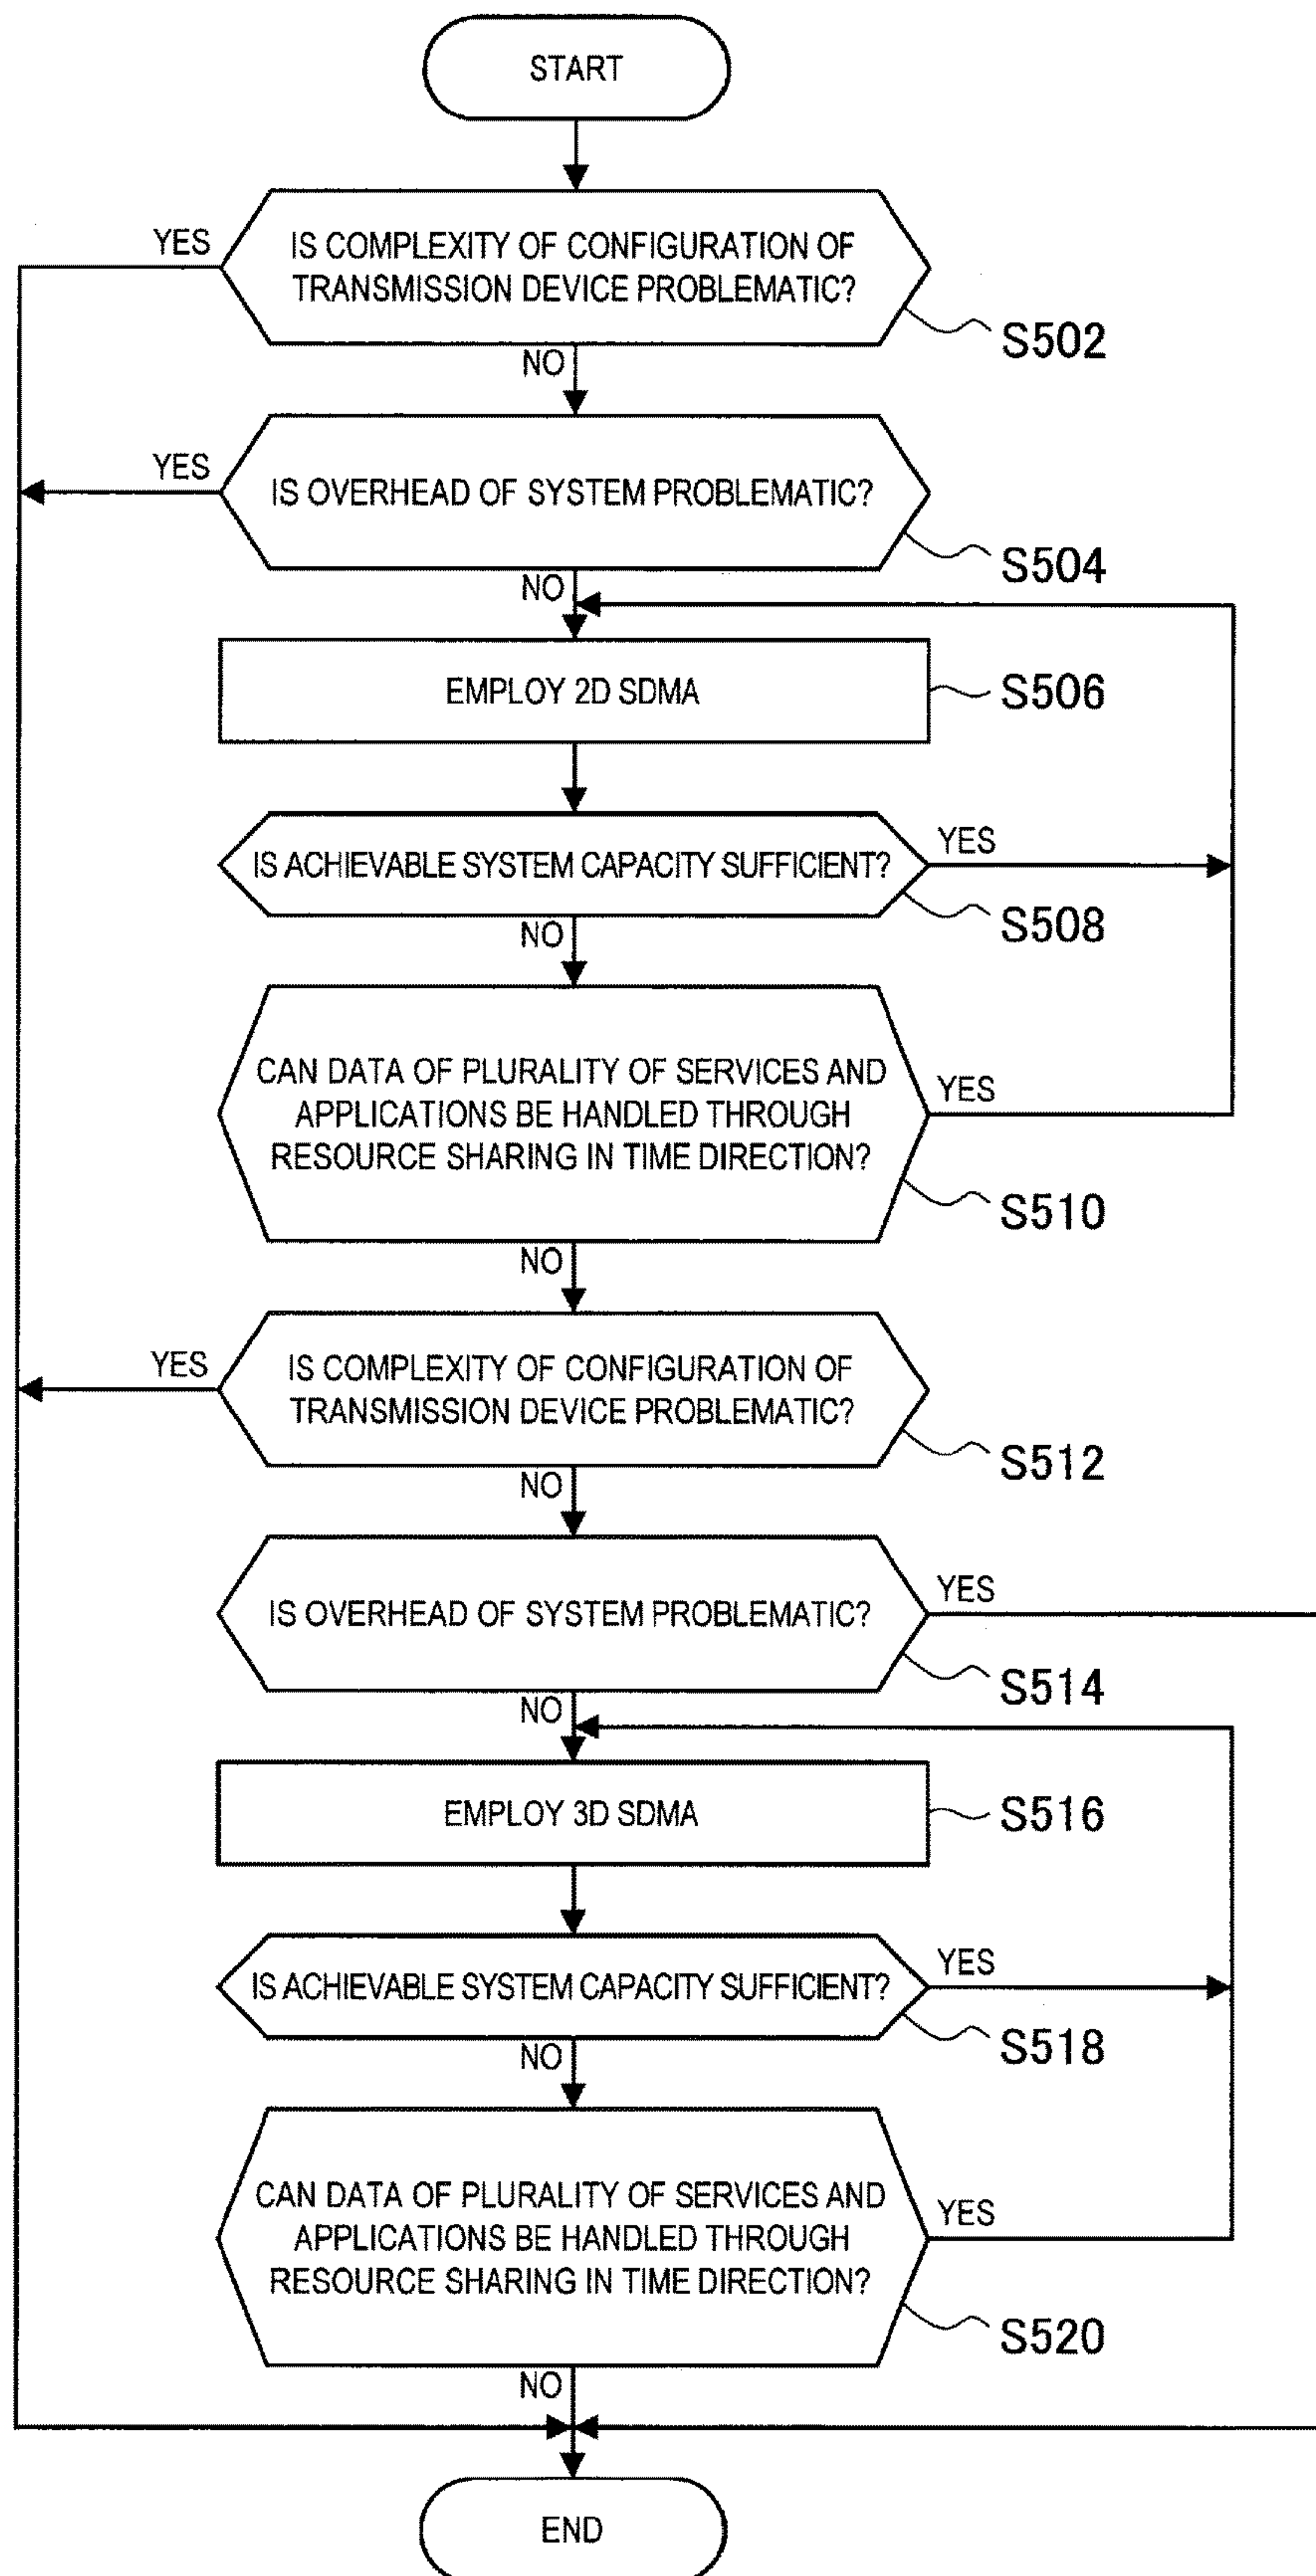 START
IS COMPLEXITY OF CONFIGURATION OF
TRANSMISSION DEVICE PROBLEMATIC?
YES
S502
NO
IS OVERHEAD OF SYSTEM PROBLEMATIC?
YES
S504
NO
EMPLOY 2D SDMA
S506
IS ACHIEVABLE SYSTEM CAPACITY SUFFICIENT?
YES
S508
NO
CAN DATA OF PLURALITY OF SERVICES AND
APPLICATIONS BE HANDLED THROUGH
RESOURCE SHARING IN TIME DIRECTION?
YES
S510
NO
IS COMPLEXITY OF CONFIGURATION OF
TRANSMISSION DEVICE PROBLEMATIC?
YES
S512
NO
IS OVERHEAD OF SYSTEM PROBLEMATIC?
YES
S514
NO
EMPLOY 3D SDMA
S516
IS ACHIEVABLE SYSTEM CAPACITY SUFFICIENT?
YES
S518
NO
CAN DATA OF PLURALITY OF SERVICES AND
APPLICATIONS BE HANDLED THROUGH
RESOURCE SHARING IN TIME DIRECTION?
YES
S520
NO
END